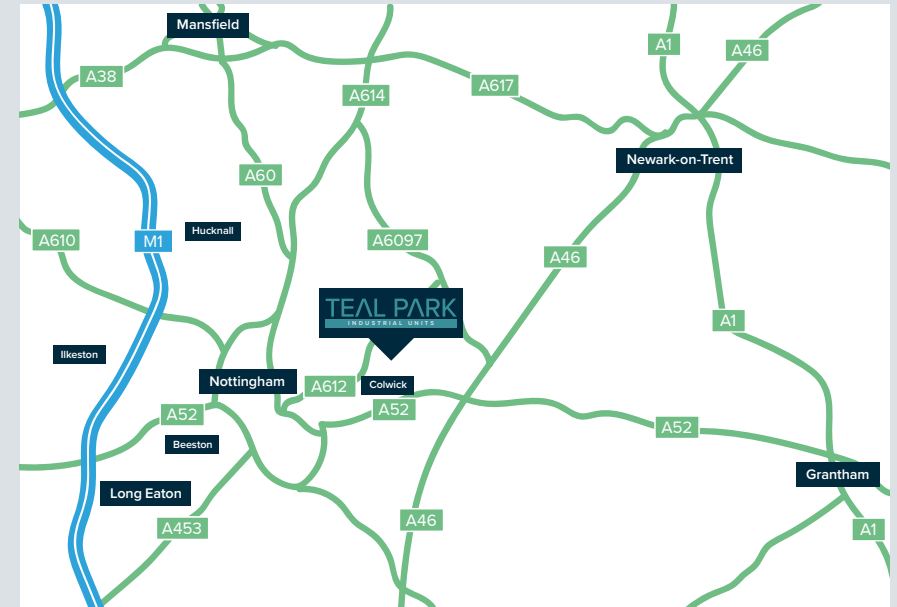 Mansfield
A1
A46
A38
A617
A614
Newark-on-Trent
A60
Hucknall
A610
M1
A6097
A46
TEAL PARK
INDUSTRIAL UNITS
A1
Ilkeston
Nottingham
A612
Colwick
A52
A52
A52
Beeston
Grantham
Long Eaton
A453
A46
A1